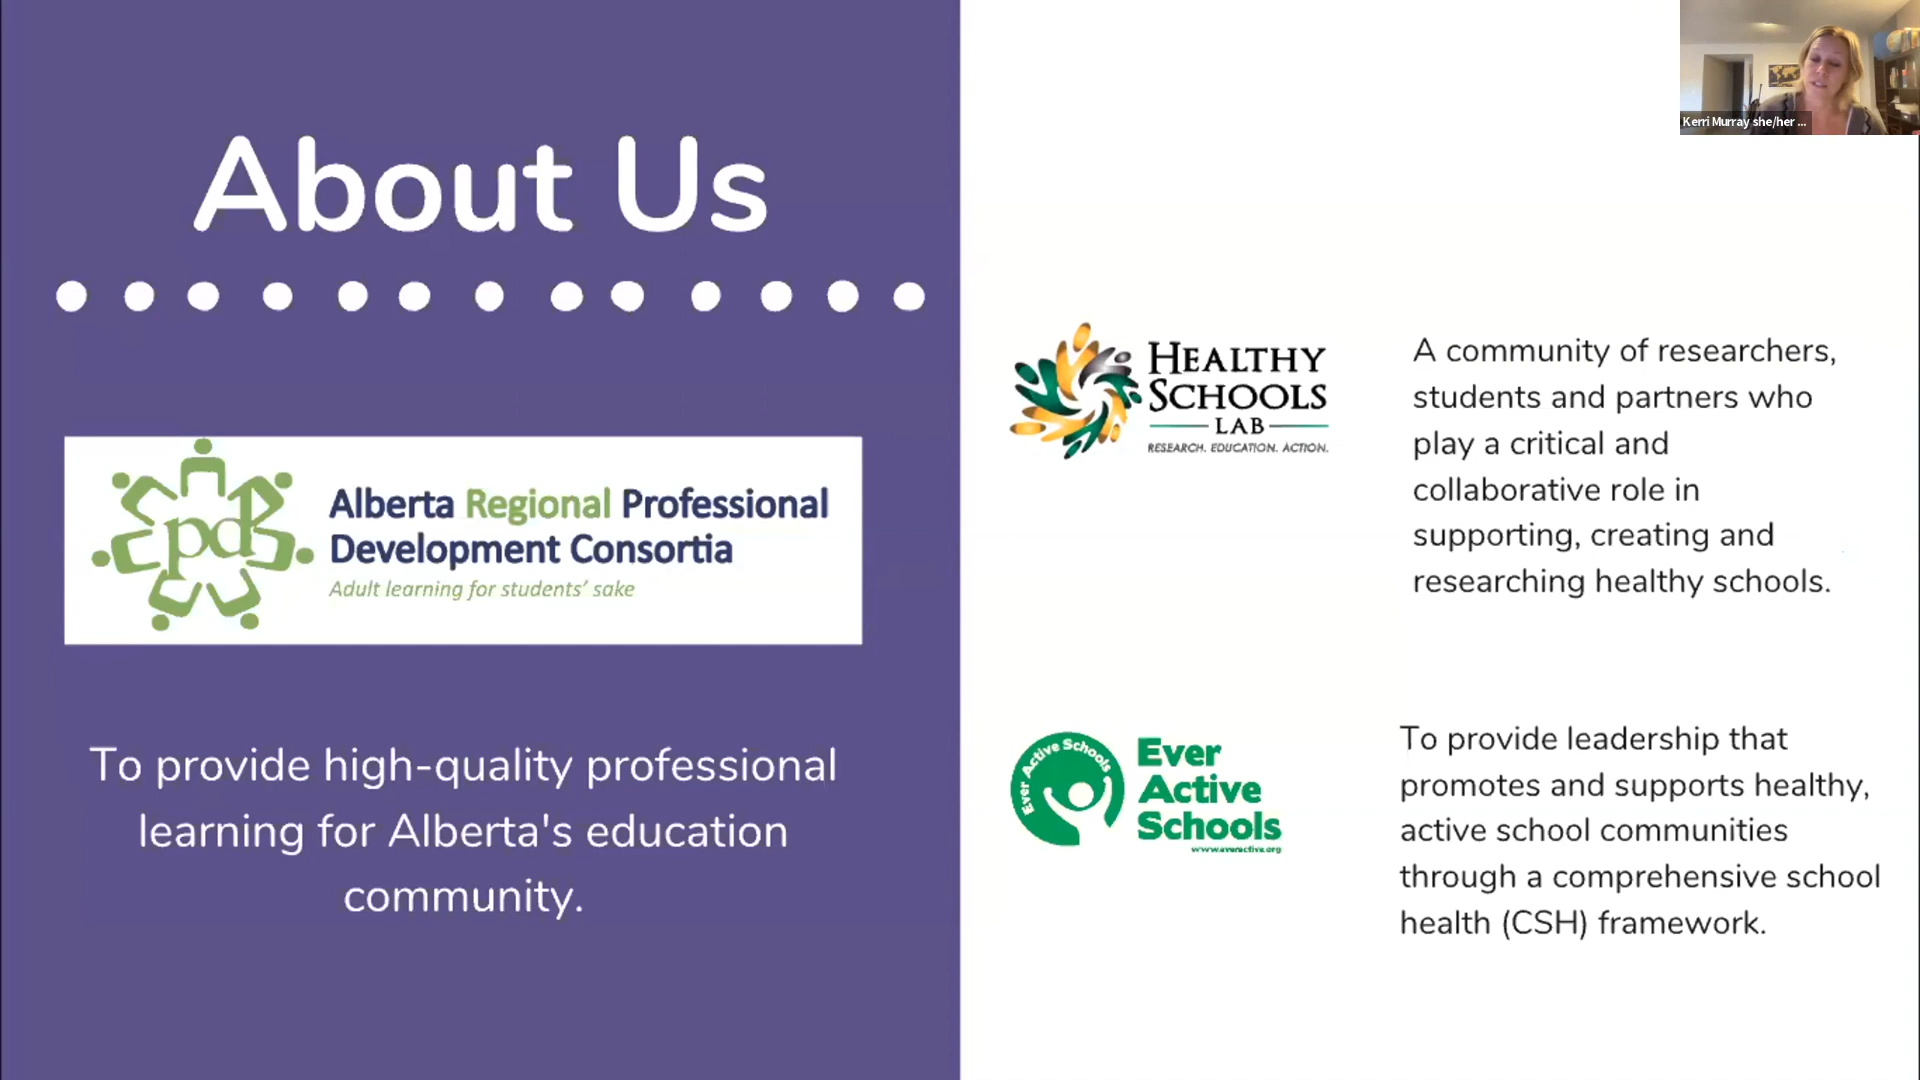 About Us
pd
Alberta Regional Professional
Development Consortia
Adult learning for students' sake
To provide high-quality professional
learning for Alberta's education
community.
Kerri Murray she/her ...
HEALTHY
SCHOOLS
LAB
RESEARCH. EDUCATION. ACTION.
A community of researchers,
students and partners who
play a critical and
collaborative role in
supporting, creating and
researching healthy schools.
Ever Active Schools
Ever
Active
Schools
www.everactive.org
To provide leadership that
promotes and supports healthy,
active school communities
through a comprehensive school
health (CSH) framework.